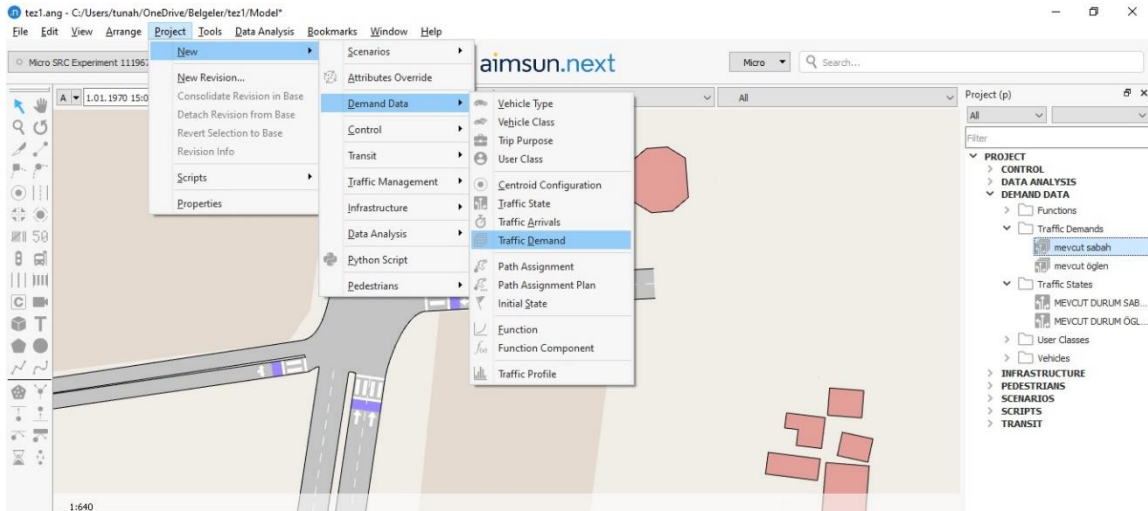 tez1.ang - C:/Users/tunah/OneDrive/Belgeler/tez1/Model*
File Edit View Arrange Project Tools Data Analysis Bookmarks Window Help
Micro SRC Experiment 11196
aimsun.next
Micro
Search...
A
1.01.1970 15:0
All
New
New Revision...
Consolidate Revision in Base
Detach Revision from Base
Revert Selection to Base
Revision Info
Scripts
Properties
Scenarios
Attributes Override
Demand Data
Control
Transit
Traffic Management
Infrastructure
Data Analysis
Python Script
Pedestrians
Vehicle Type
Vehicle Class
Trip Purpose
User Class
Centroid Configuration
Traffic State
Traffic Arrivals
Traffic Demand
Path Assignment
Path Assignment Plan
Initial State
Function
Function Component
Traffic Profile
Project (p)
All
Filter
PROJECT
CONTROL
DATA ANALYSIS
DEMAND DATA
Functions
Traffic Demands
mevcut sabah
mevcut öğlen
Traffic States
MEVCUT DURUM SAB...
MEVCUT DURUM ÖGL...
User Classes
Vehicles
INFRASTRUCTURE
PEDESTRIANS
SCENARIOS
SCRIPTS
TRANSIT
50
C
T
1:640